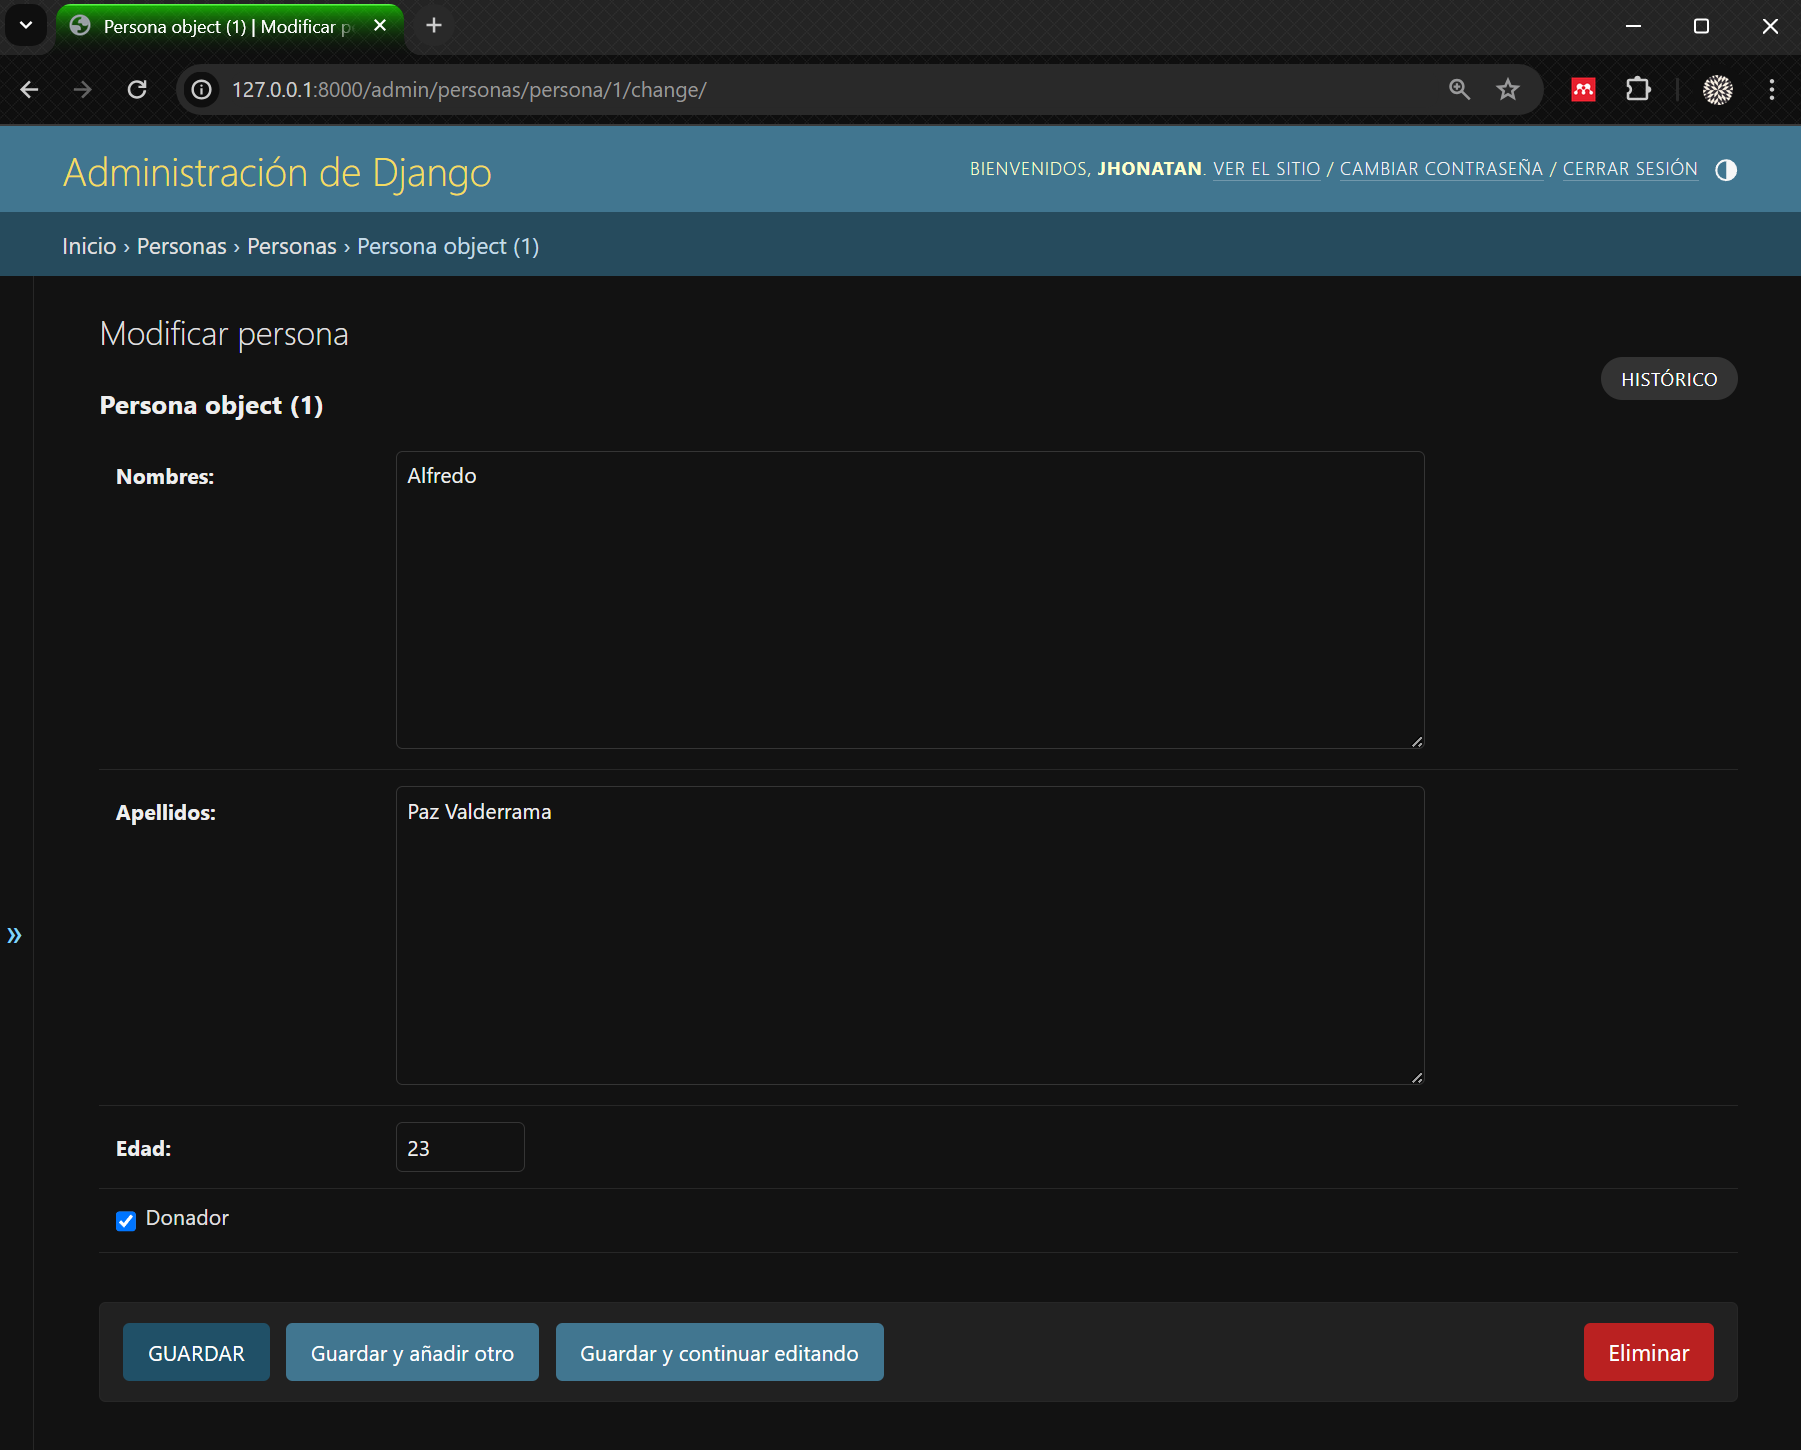 Persona object (1) | Modificar p
127.0.0.1:8000/admin/personas/persona/1/change/
Administración de Django
BIENVENIDOS, JHONATAN. VER EL SITIO / CAMBIAR CONTRASEÑA / CERRAR SESIÓN
Inicio › Personas › Personas › Persona object (1)
Modificar persona
HISTÓRICO
Persona object (1)
Nombres:
Alfredo
Apellidos:
Paz Valderrama
»
Edad:
23
Donador
GUARDAR
Guardar y añadir otro
Guardar y continuar editando
Eliminar